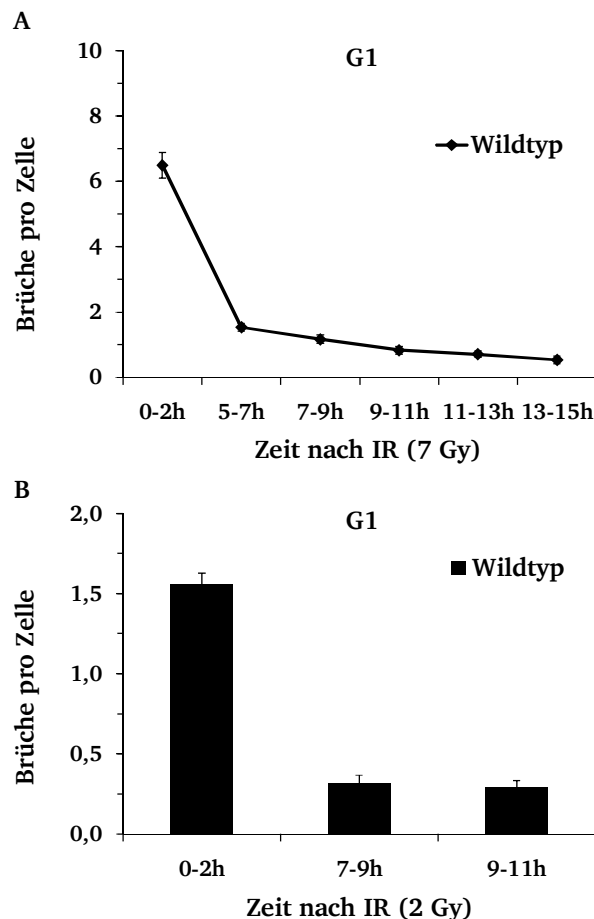 A
G1
10
8
6
4
2
0
Brüche pro Zelle
Wildtyp
0-2h 5-7h 7-9h 9-11h 11-13h 13-15h
Zeit nach IR (7 Gy)
B
G1
2,0
1,5
1,0
0,5
0,0
Brüche pro Zelle
Wildtyp
0-2h 7-9h 9-11h
Zeit nach IR (2 Gy)